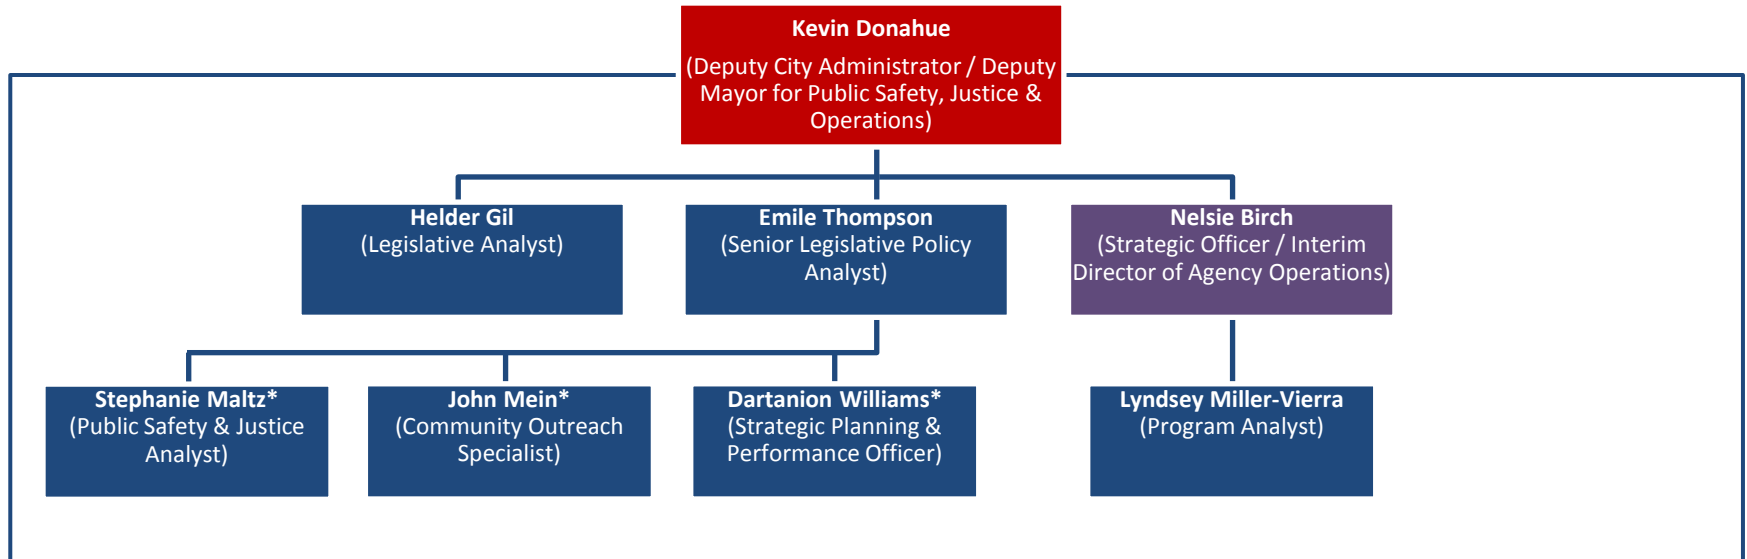 Kevin Donahue
(Deputy City Administrator / Deputy
Mayor for Public Safety, Justice &
Operations)
Helder Gil
(Legislative Analyst)
Emile Thompson
(Senior Legislative Policy
Analyst)
Nelsie Birch
(Strategic Officer / Interim
Director of Agency Operations)
Stephanie Maltz*
(Public Safety & Justice
Analyst)
John Mein*
(Community Outreach
Specialist)
Dartanion Williams*
(Strategic Planning &
Performance Officer)
Lyndsey Miller-Vierra
(Program Analyst)